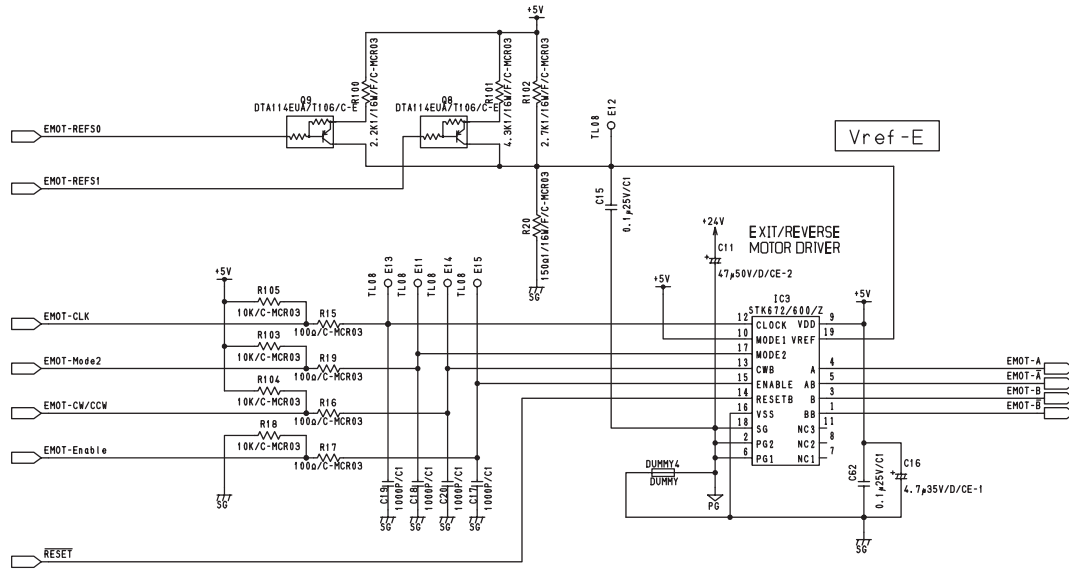 +5V
R100
2.2K1/16W/F/C-MCR03
R101
4.3K1/16W/F/C-MCR03
R102
2.7K1/16W/F/C-MCR03
Q9
DTA114EUA/T106/C-E
Q8
DTA114EUA/T106/C-E
E12
TL08
Vref-E
EMOT-REFS0
EMOT-REFS1
R20
150Ω1/16W/F/C-MCR03
SG
C15
0.1μ25V/C1
+24V
C11
+
47μ50V/D/CE-2
EXIT/REVERSE
MOTOR DRIVER
+5V
+5V
+5V
TL08 E13
TL08 E11
TL08 E14
TL08 E15
IC3
STK672/600/Z
R105
10K/C-MCR03
R15
100Ω/C-MCR03
EMOT-CLK
R103
10K/C-MCR03
R19
100Ω/C-MCR03
EMOT-Mode2
R104
10K/C-MCR03
R16
100Ω/C-MCR03
EMOT-CW/CCW
R18
10K/C-MCR03
R17
100Ω/C-MCR03
EMOT-Enable
SG
12 CLOCK VDD 9
10 MODE1 VREF 19
17 MODE2
13 CWB A 4
15 ENABLE AB 5
14 RESETB B 3
16 VSS BB 1
18 SG NC3 11
2 PG2 NC2 8
6 PG1 NC1 7
EMOT-A
EMOT-A̅
EMOT-B
EMOT-B̅
C19
1000P/C1
C18
1000P/C1
C20
1000P/C1
C17
1000P/C1
SG
SG
SG
SG
DUMMY4
DUMMY
PG
C62
0.1μ25V/C1
C16
+
4.7μ35V/D/CE-1
SG
R̅E̅S̅E̅T̅